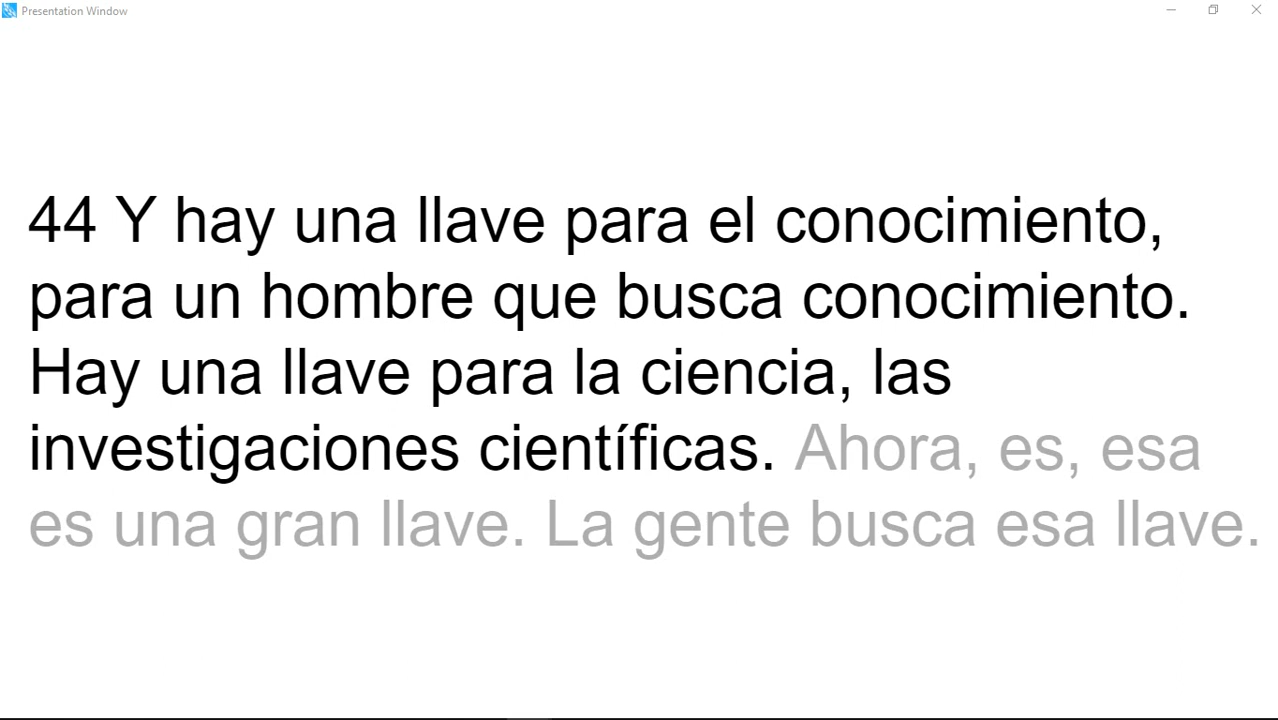 Presentation Window
44 Y hay una llave para el conocimiento,
para un hombre que busca conocimiento.
Hay una llave para la ciencia, las
investigaciones científicas. Ahora, es, esa
es una gran llave. La gente busca esa llave.